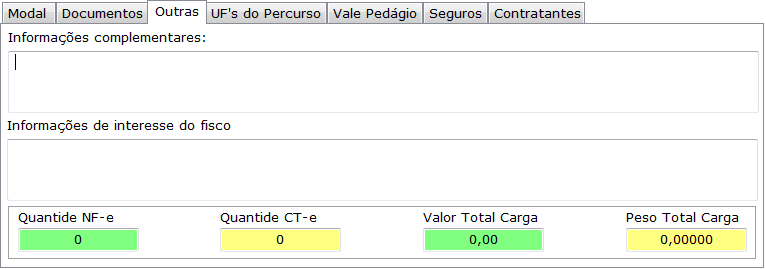 Modal Documentos Outras UF's do Percurso Vale Pedágio Seguros Contratantes
Informações complementares:
Informações de interesse do fisco
Quantide NF-e Quantide CT-e Valor Total Carga Peso Total Carga
0 0 0,00 0,00000